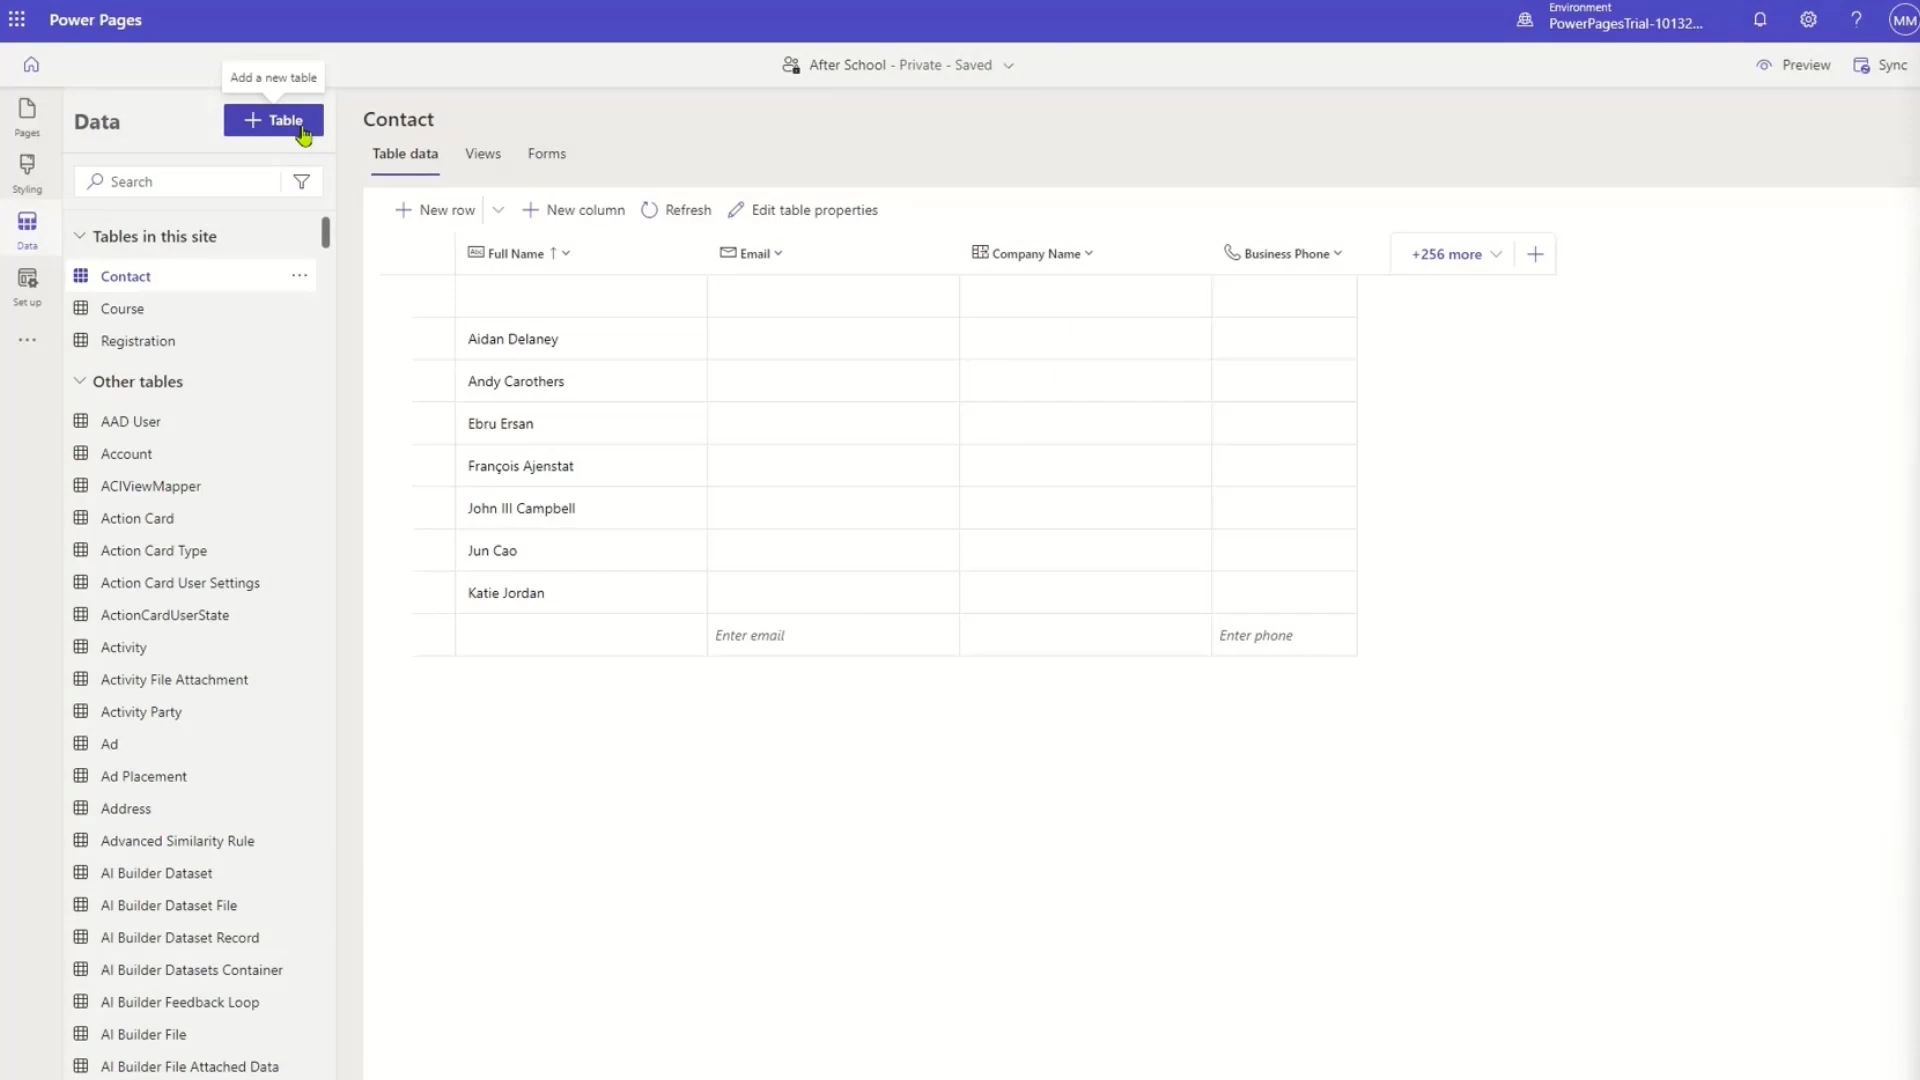 Power Pages
Environment
PowerPagesTrial-10132...
MM
After School - Private - Saved
Preview
Sync
Add a new table
Pages
Styling
Data
Set up
Data
Table
Search
Tables in this site
Contact
Course
Registration
Other tables
AAD User
Account
ACIViewMapper
Action Card
Action Card Type
Action Card User Settings
ActionCardUserState
Activity
Activity File Attachment
Activity Party
Ad
Ad Placement
Address
Advanced Similarity Rule
AI Builder Dataset
AI Builder Dataset File
AI Builder Dataset Record
AI Builder Datasets Container
AI Builder Feedback Loop
AI Builder File
AI Builder File Attached Data
Contact
Table data Views Forms
New row New column Refresh Edit table properties
Abc Full Name Email Company Name Business Phone +256 more
Aidan Delaney
Andy Carothers
Ebru Ersan
François Ajenstat
John III Campbell
Jun Cao
Katie Jordan
Enter email Enter phone